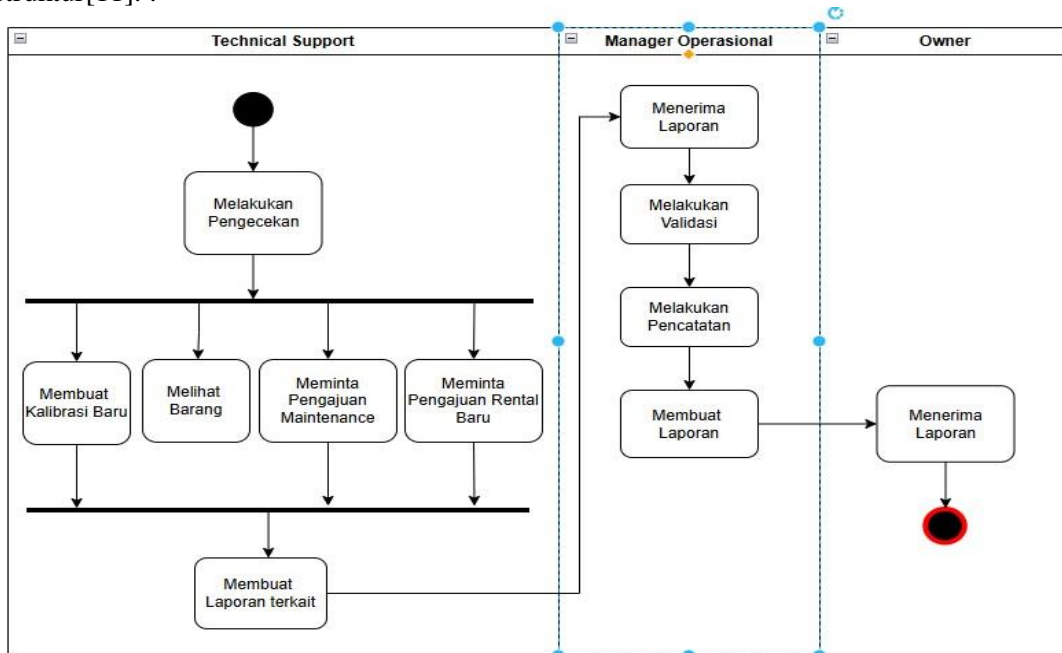 Technical Support
Manager Operasional
Owner
Melakukan
Pengecekan
Membuat
Kalibrasi Baru
Melihat
Barang
Meminta
Pengajuan
Maintenance
Meminta
Pengajuan Rental
Baru
Membuat
Laporan terkait
Menerima
Laporan
Melakukan
Validasi
Melakukan
Pencatatan
Membuat
Laporan
Menerima
Laporan